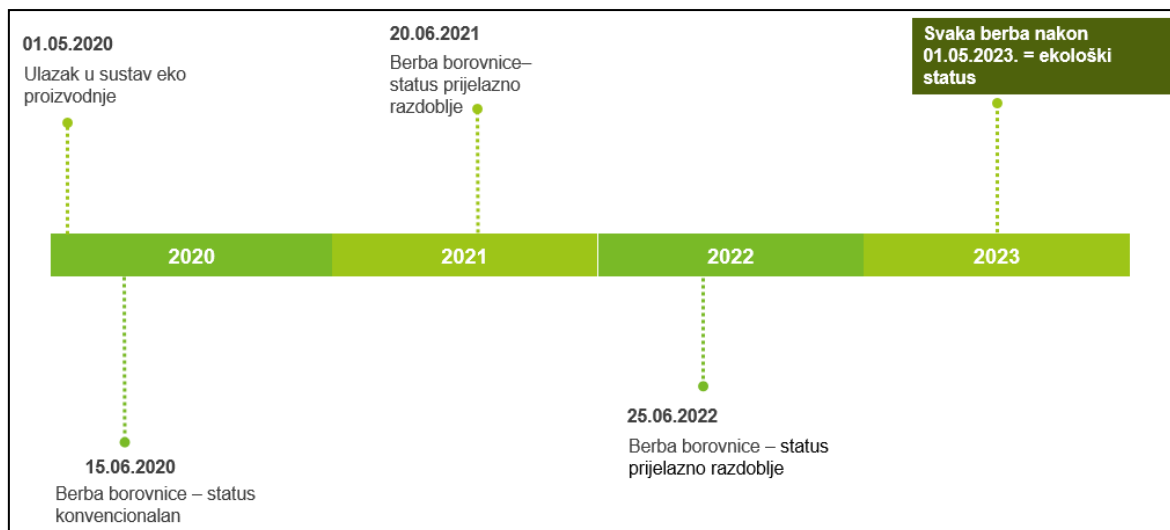 01.05.2020
Ulazak u sustav eko
proizvodnje
20.06.2021
Berba borovnice–
status prijelazno
razdoblje
Svaka berba nakon
01.05.2023. = ekološki
status
2020
2021
2022
2023
15.06.2020
Berba borovnice – status
konvencionalan
25.06.2022
Berba borovnice – status
prijelazno razdoblje